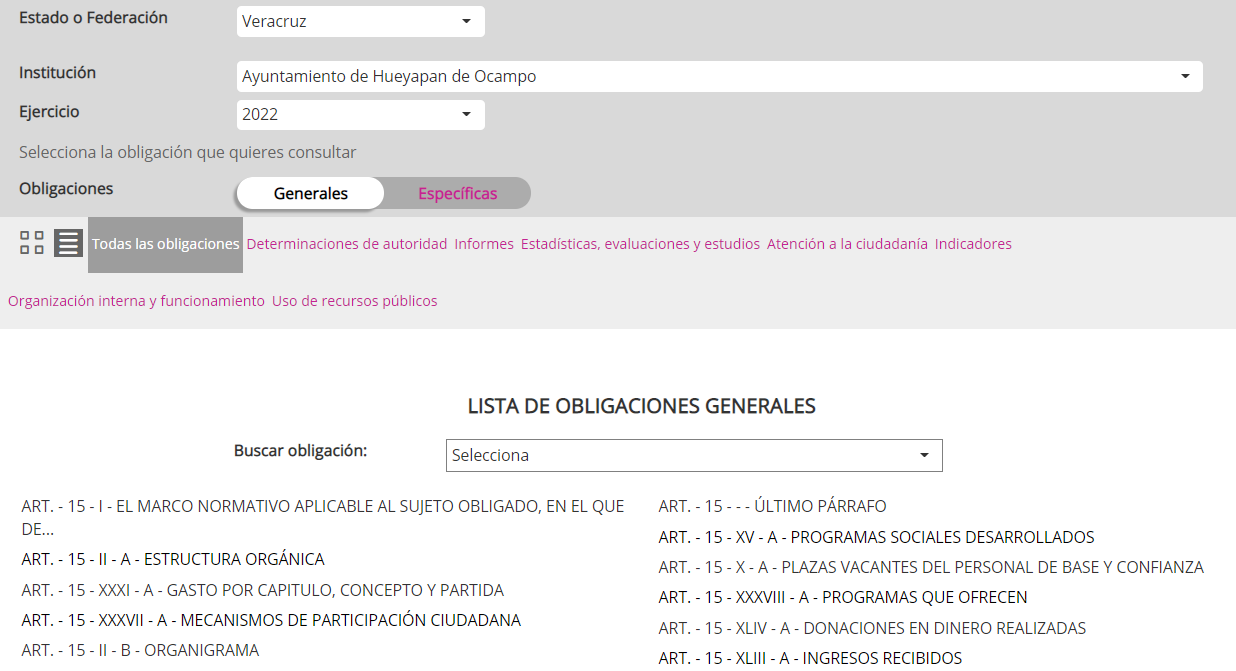 Estado o Federación
Veracruz
Institución
Ayuntamiento de Hueyapan de Ocampo
Ejercicio
2022
Selecciona la obligación que quieres consultar
Obligaciones
Generales
Específicas
Todas las obligaciones Determinaciones de autoridad Informes Estadísticas, evaluaciones y estudios Atención a la ciudadanía Indicadores
Organización interna y funcionamiento Uso de recursos públicos
LISTA DE OBLIGACIONES GENERALES
Buscar obligación:
Selecciona
ART. - 15 - I - EL MARCO NORMATIVO APLICABLE AL SUJETO OBLIGADO, EN EL QUE
DE...
ART. - 15 - II - A - ESTRUCTURA ORGÁNICA
ART. - 15 - XXXI - A - GASTO POR CAPITULO, CONCEPTO Y PARTIDA
ART. - 15 - XXXVII - A - MECANISMOS DE PARTICIPACIÓN CIUDADANA
ART. - 15 - II - B - ORGANIGRAMA
ART. - 15 - - - ÚLTIMO PÁRRAFO
ART. - 15 - XV - A - PROGRAMAS SOCIALES DESARROLLADOS
ART. - 15 - X - A - PLAZAS VACANTES DEL PERSONAL DE BASE Y CONFIANZA
ART. - 15 - XXXVIII - A - PROGRAMAS QUE OFRECEN
ART. - 15 - XLIV - A - DONACIONES EN DINERO REALIZADAS
ART. - 15 - XLIII - A - INGRESOS RECIBIDOS